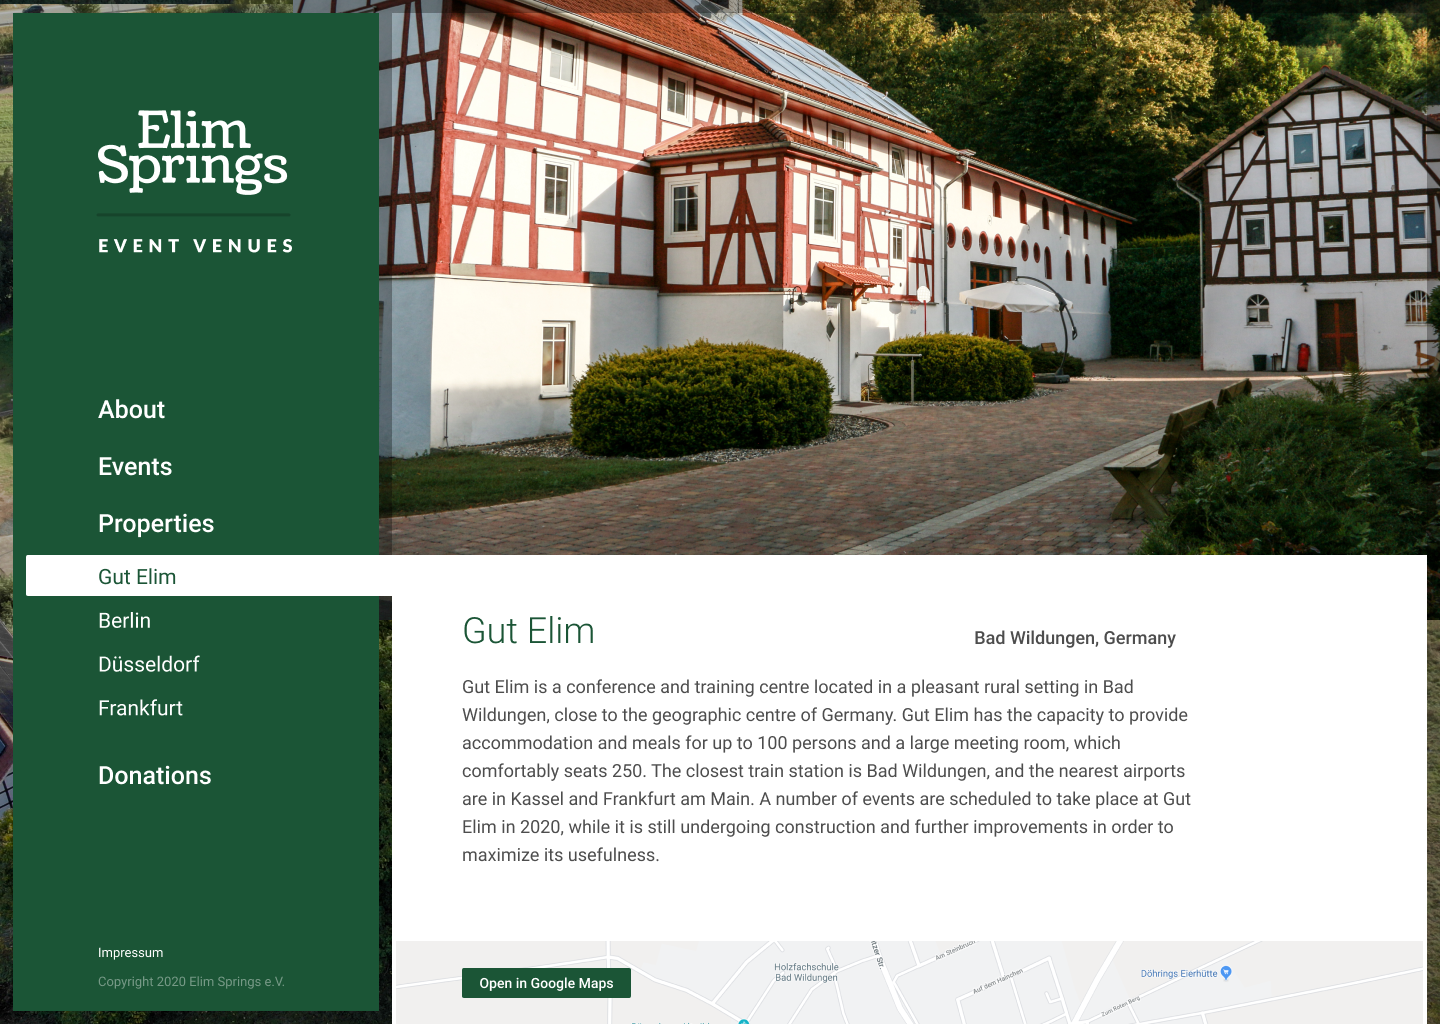 Elim
Springs
EVENT VENUES
About
Events
Properties
Gut Elim
Berlin
Düsseldorf
Frankfurt
Donations
Impressum
Copyright 2020 Elim Springs e.V.
Gut Elim
Bad Wildungen, Germany
Gut Elim is a conference and training centre located in a pleasant rural setting in Bad
Wildungen, close to the geographic centre of Germany. Gut Elim has the capacity to provide
accommodation and meals for up to 100 persons and a large meeting room, which
comfortably seats 250. The closest train station is Bad Wildungen, and the nearest airports
are in Kassel and Frankfurt am Main. A number of events are scheduled to take place at Gut
Elim in 2020, while it is still undergoing construction and further improvements in order to
maximize its usefulness.
Open in Google Maps
Holzfachschule
Bad Wildungen
Am Steinbruch
Auf dem Hainchen
Zum Roten Berg
Döhrings Eierhütte